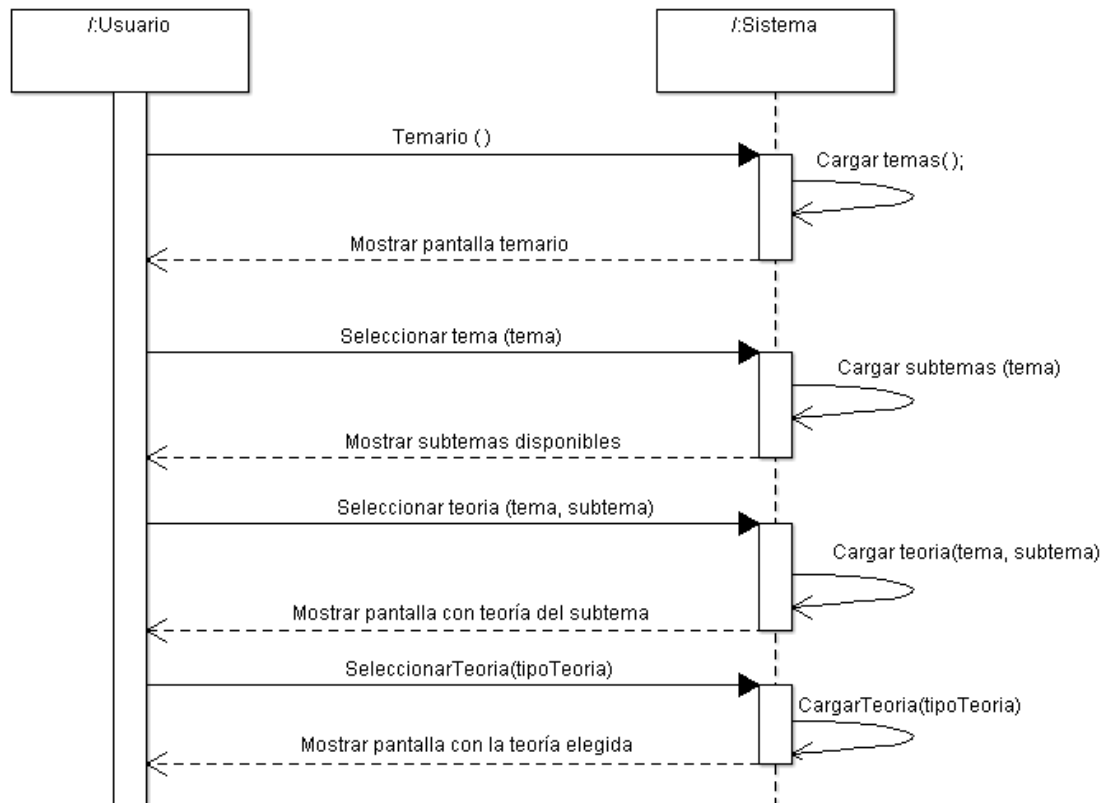 /:Usuario
/:Sistema
Temario ( )
Cargar temas( );
Mostrar pantalla temario
Seleccionar tema (tema)
Cargar subtemas (tema)
Mostrar subtemas disponibles
Seleccionar teoria (tema, subtema)
Cargar teoria(tema, subtema)
Mostrar pantalla con teoría del subtema
SeleccionarTeoria(tipoTeoria)
CargarTeoria(tipoTeoria)
Mostrar pantalla con la teoría elegida